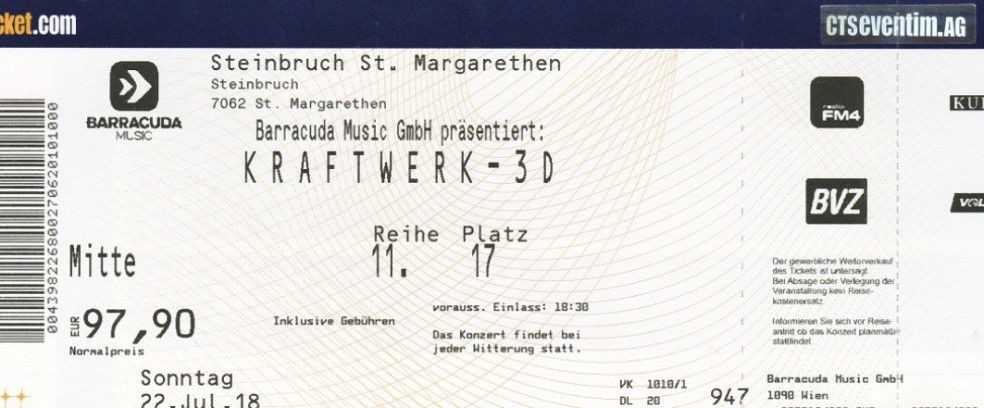 cket.com
CTSEVENTIM.AG
Steinbruch St. Margarethen
Steinbruch
7062 St. Margarethen
BARRACUDA
MUSIC
Barracuda Music GmbH präsentiert:
KRAFTWERK-3D
radio
FM4
KU
BVZ
VOL
004398226800270620101000
Mitte
Reihe Platz
11. 17
EUR 97,90
Normalpreis
Inklusive Gebühren
vorauss. Einlass: 18:30
Das Konzert findet bei
jeder Witterung statt.
Der gewerbliche Weiterverkauf
des Tickets ist untersagt.
Bei Absage oder Verlegung der
Veranstaltung kein Reise-
kostenersatz.
Informieren Sie sich vor Reise-
antritt ob das Konzert planmäßig
stattfindet.
Sonntag
22.Jul.18
VK 1010/1
DL 20
947
Barracuda Music GmbH
1090 Wien